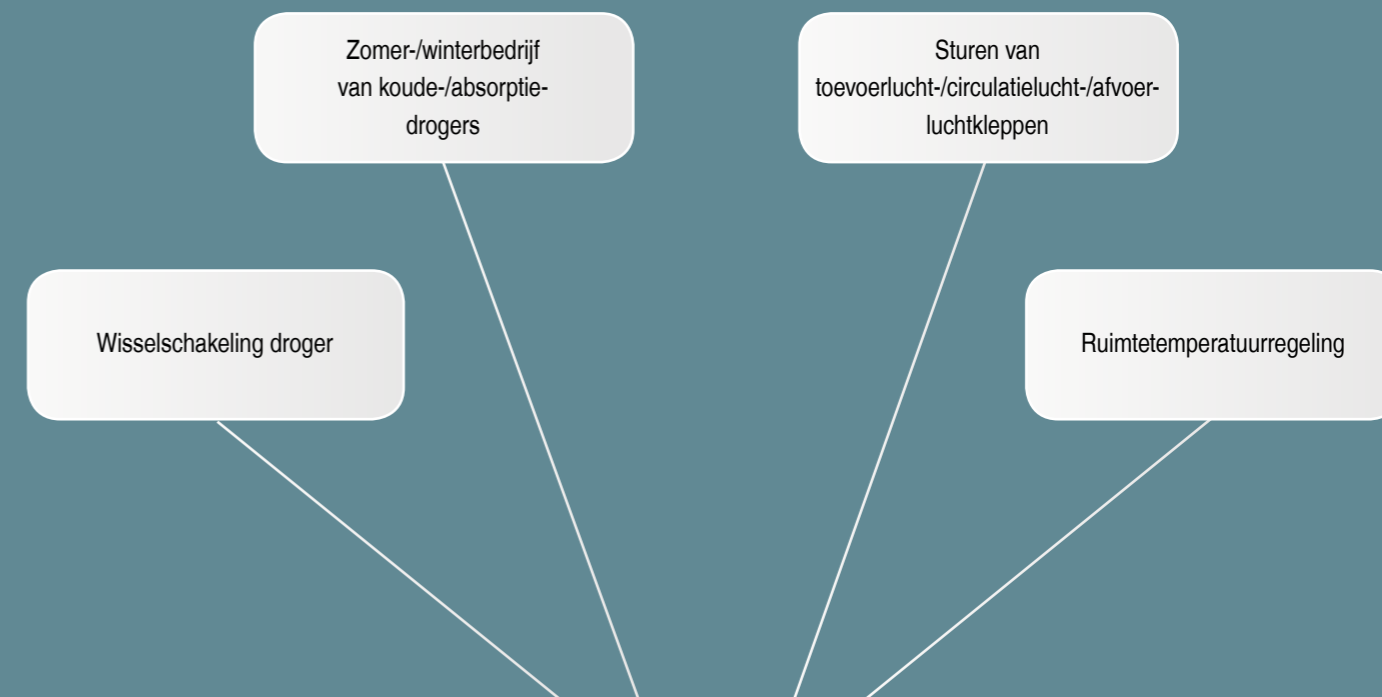 Zomer-/winterbedrijf
van koude-/absorptie-
drogers
Sturen van
toevoerlucht-/circulatielucht-/afvoer-
luchtkleppen
Wisselschakeling droger
Ruimtetemperatuurregeling